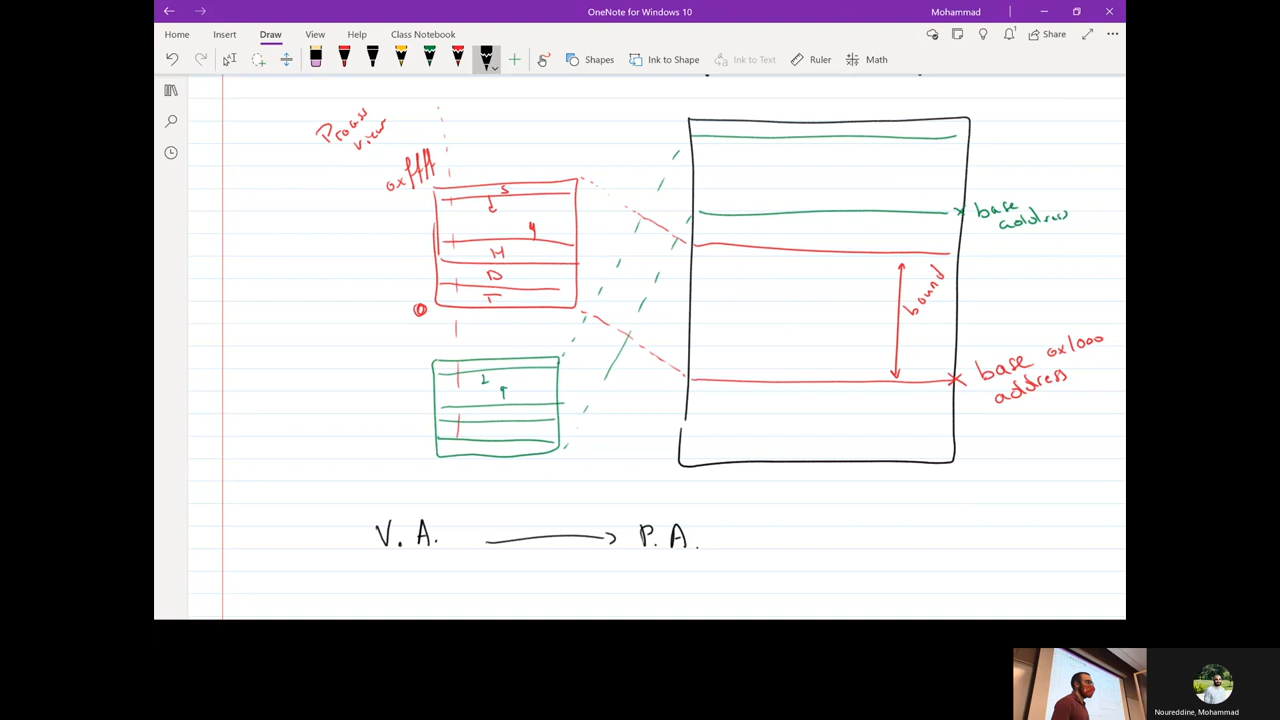 OneNote for Windows 10
Mohammad
Home
Insert
Draw
View
Help
Class Notebook
Share
Shapes
Ink to Shape
Ink to Text
Ruler
Math
Process
view
0xffff
S
H
D
T
0
base
address
bound
base 0x1000
address
V. A. → P. A.
Noureddine, Mohammad